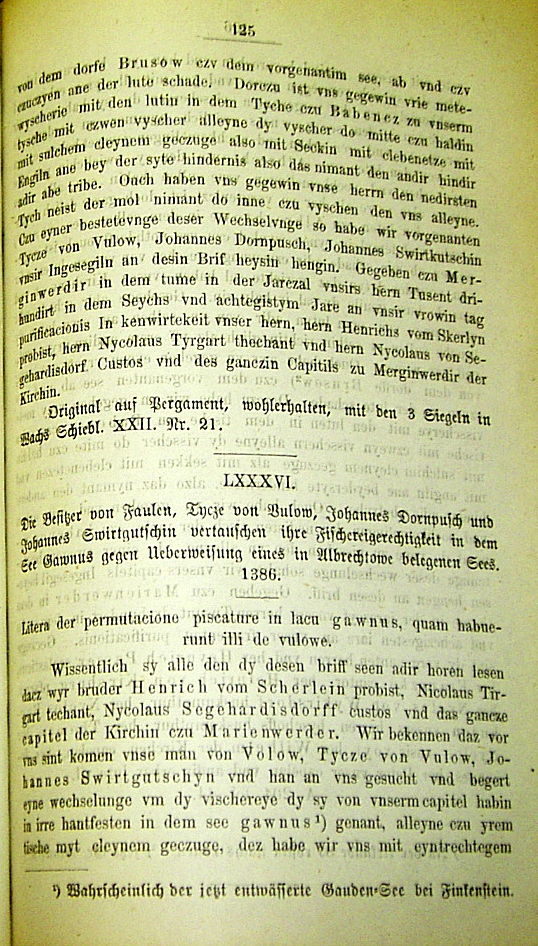 125
von dem dorfe Brusow czv dem vorgenantim see, ab vnd czv
czuczyen ane der lute schade. Dorczu ist vns gegewin vrie mete-
wyscherie mit den lutin in dem Tyche czu Babencz zu vnserm
tysche mit czwen vyscher alleyne dy vyscher do mitte czu haldin
mit sulchem cleynem geczuge also mit Seckin mit clebenetze mit
Engiln ane bey der syte hindernis also das nimant den andir hindir
adir abe tribe. Ouch haben vns gegewin vnse herrn den nedirsten
Tych neist der mol nimant do inne czu vyschen den vns alleyne.
Czu eyner bestetevnge deser Wechselvnge so habe wir vorgenanten
Tycze von Vulow, Johannes Dornpusch, Johannes Swirtkutschin
vnsir Ingesegiln an desin Brif heysin hengin. Gegeben czu Mer-
ginwerdir in dem tume in der Jarczal vnsirs hern Tusent dri-
hundirt in dem Seychs vnd achtegistym Jare an vnsir vrowin tag
purificacionis In kenwirtekeit vnser hern, hern Henrichs vom Skerlyn
probist, hern Nycolaus Tyrgart thechant vnd hern Nycolaus von Se-
gehardisdorf Custos vnd des ganczin Capitils zu Merginwerdir der
Kirchin.
Original auf Pergament, wohlerhalten, mit den 3 Siegeln in
Wachs Schiebl. XXII. Nr. 21.
LXXXVI.
Die Besitzer von Faulen, Tycze von Vulow, Johannes Dornpusch und
Johannes Swirtgutschin vertauschen ihre Fischereigerechtigkeit in dem
See Gawnus gegen Ueberweisung eines in Albrechtowe belegenen Sees.
1386.
Litera der permutacione piscature in lacu gawnus, quam habue-
runt illi de vulowe.
Wissentlich sy alle den dy desen briff seen adir horen lesen
dacz wyr bruder Henrich vom Scherlein probist, Nicolaus Tir-
gart techant, Nycolaus Segehardisdorff custos vnd das gancze
capitel der Kirchin czu Marienwerder. Wir bekennen daz vor
vns sint komen vnse man von Volow, Tycze von Vulow, Jo-
hannes Swirtgutschyn vnd han an vns gesucht vnd begert
eyne wechselunge vm dy vischereye dy sy von vnserm capitel habin
in irre hantfesten in dem see gawnus ¹) genant, alleyne czu yrem
tische myt cleynem geczuge, dez habe wir vns mit eyntrechtegem
¹) Wahrscheinlich der jetzt entwässerte Gauden-See bei Finkenstein.